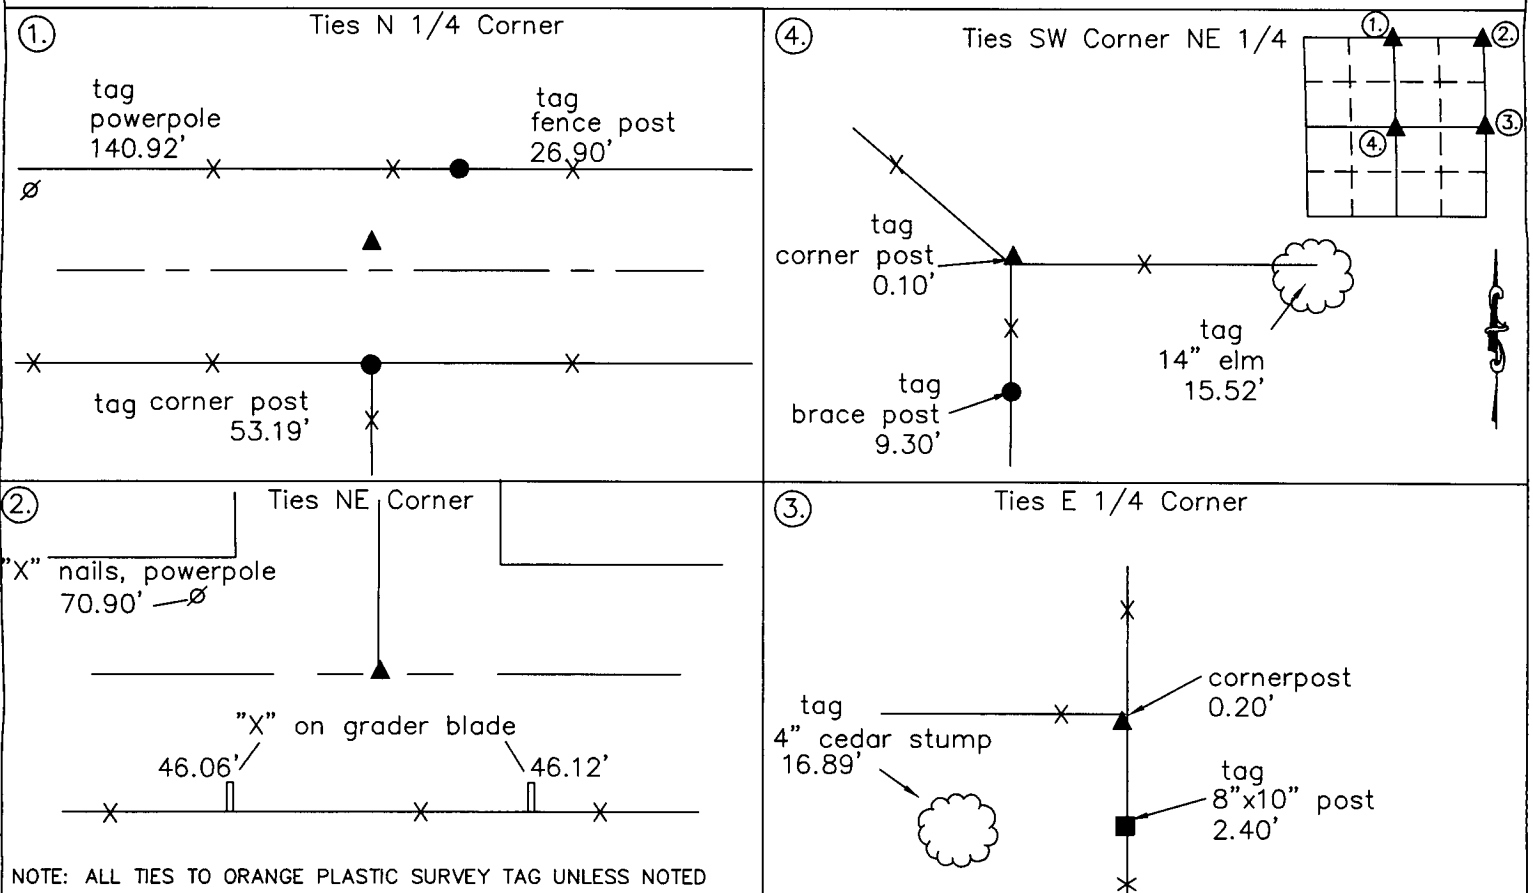 1.
Ties N 1/4 Corner
tag
powerpole
140.92'
tag
fence post
26.90'
tag corner post
53.19'
4.
Ties SW Corner NE 1/4
1.
2.
3.
4.
tag
corner post
0.10'
tag
14" elm
15.52'
tag
brace post
9.30'
2.
Ties NE Corner
"X" nails, powerpole
70.90'
"X" on grader blade
46.06'
46.12'
NOTE: ALL TIES TO ORANGE PLASTIC SURVEY TAG UNLESS NOTED
3.
Ties E 1/4 Corner
cornerpost
0.20'
tag
4" cedar stump
16.89'
tag
8"x10" post
2.40'